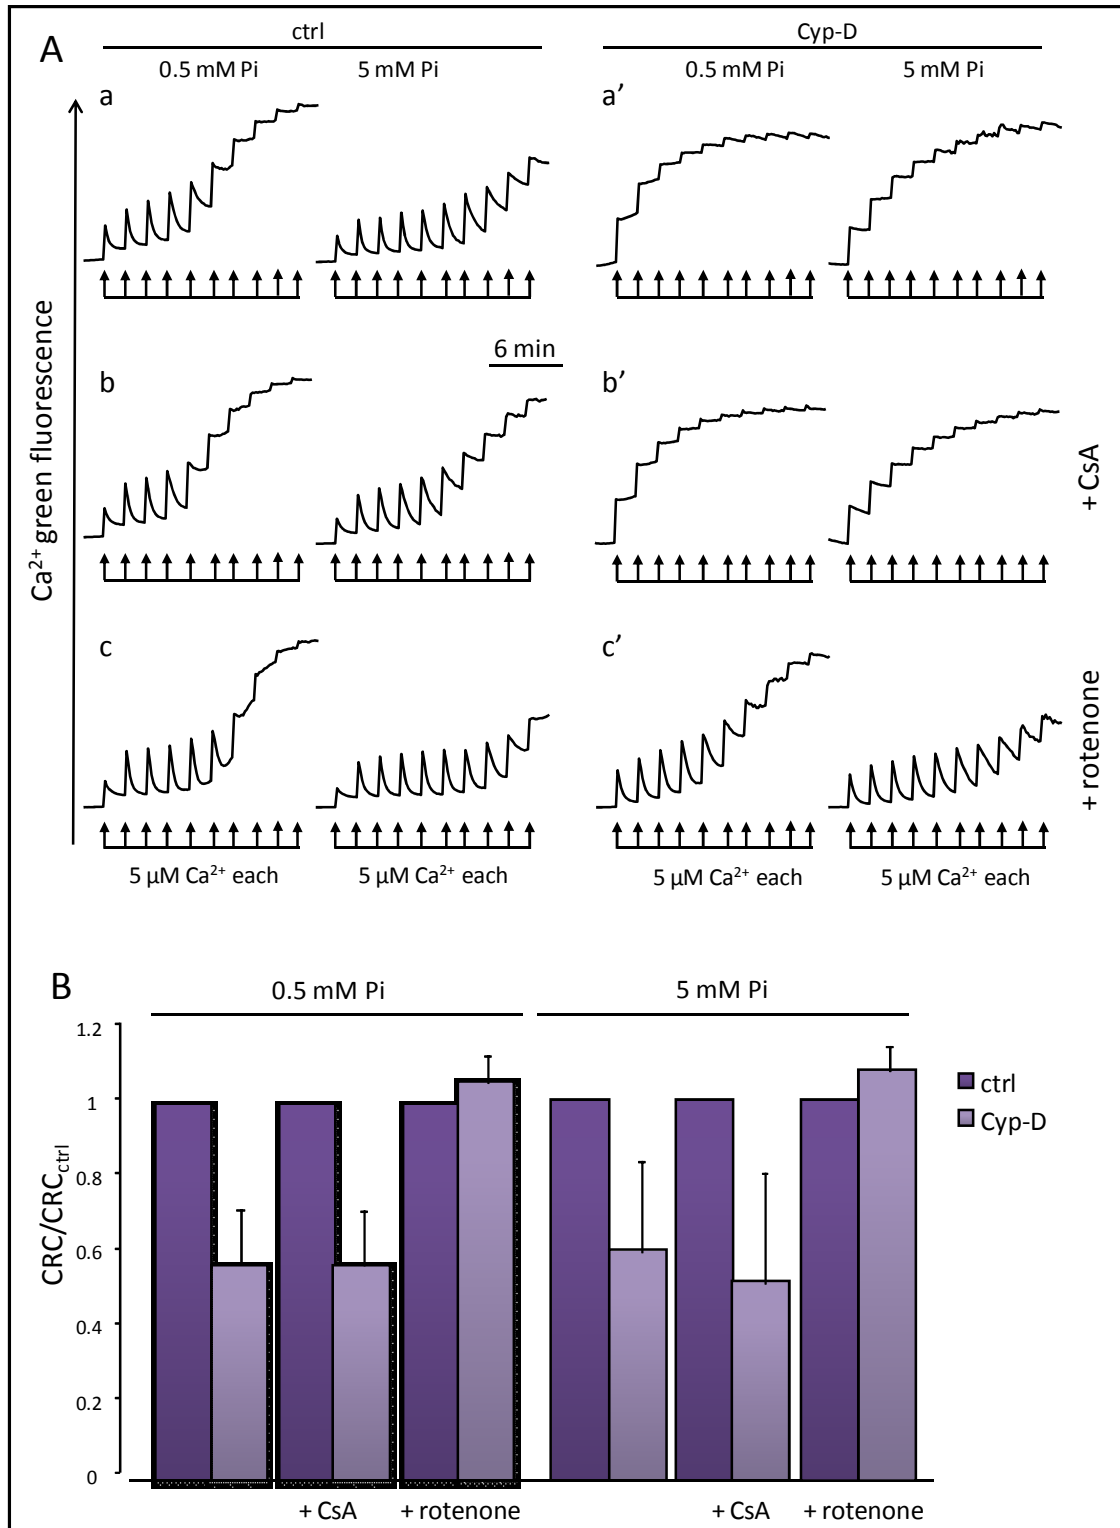 A
ctrl
Cyp-D
0.5 mM Pi
5 mM Pi
0.5 mM Pi
5 mM Pi
a
a′
6 min
b
b′
+ CsA
c
c′
+ rotenone
Ca²⁺ green fluorescence
5 µM Ca²⁺ each
5 µM Ca²⁺ each
5 µM Ca²⁺ each
5 µM Ca²⁺ each
B
0.5 mM Pi
5 mM Pi
CRC/CRCctrl
1.2
1
0.8
0.6
0.4
0.2
0
ctrl
Cyp-D
+ CsA
+ rotenone
+ CsA
+ rotenone